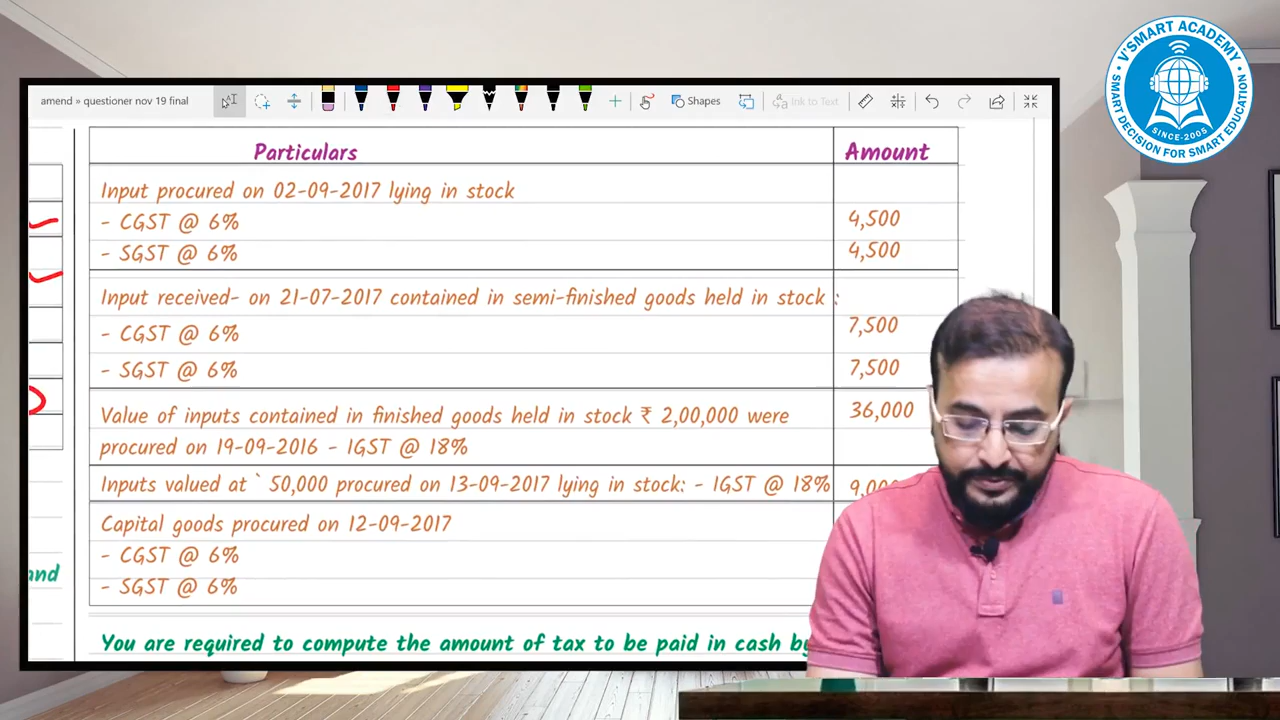 V'SMART ACADEMY
SMART DECISION FOR SMART EDUCATION
SINCE-2005
amend » questioner nov 19 final
Shapes
Ink to Text
Particulars Amount
Input procured on 02-09-2017 lying in stock
- CGST @ 6% 4,500
- SGST @ 6% 4,500
Input received- on 21-07-2017 contained in semi-finished goods held in stock :
- CGST @ 6% 7,500
- SGST @ 6% 7,500
Value of inputs contained in finished goods held in stock ₹ 2,00,000 were 36,000
procured on 19-09-2016 - IGST @ 18%
Inputs valued at ` 50,000 procured on 13-09-2017 lying in stock: - IGST @ 18% 9,000
Capital goods procured on 12-09-2017
- CGST @ 6%
- SGST @ 6%
and
You are required to compute the amount of tax to be paid in cash by